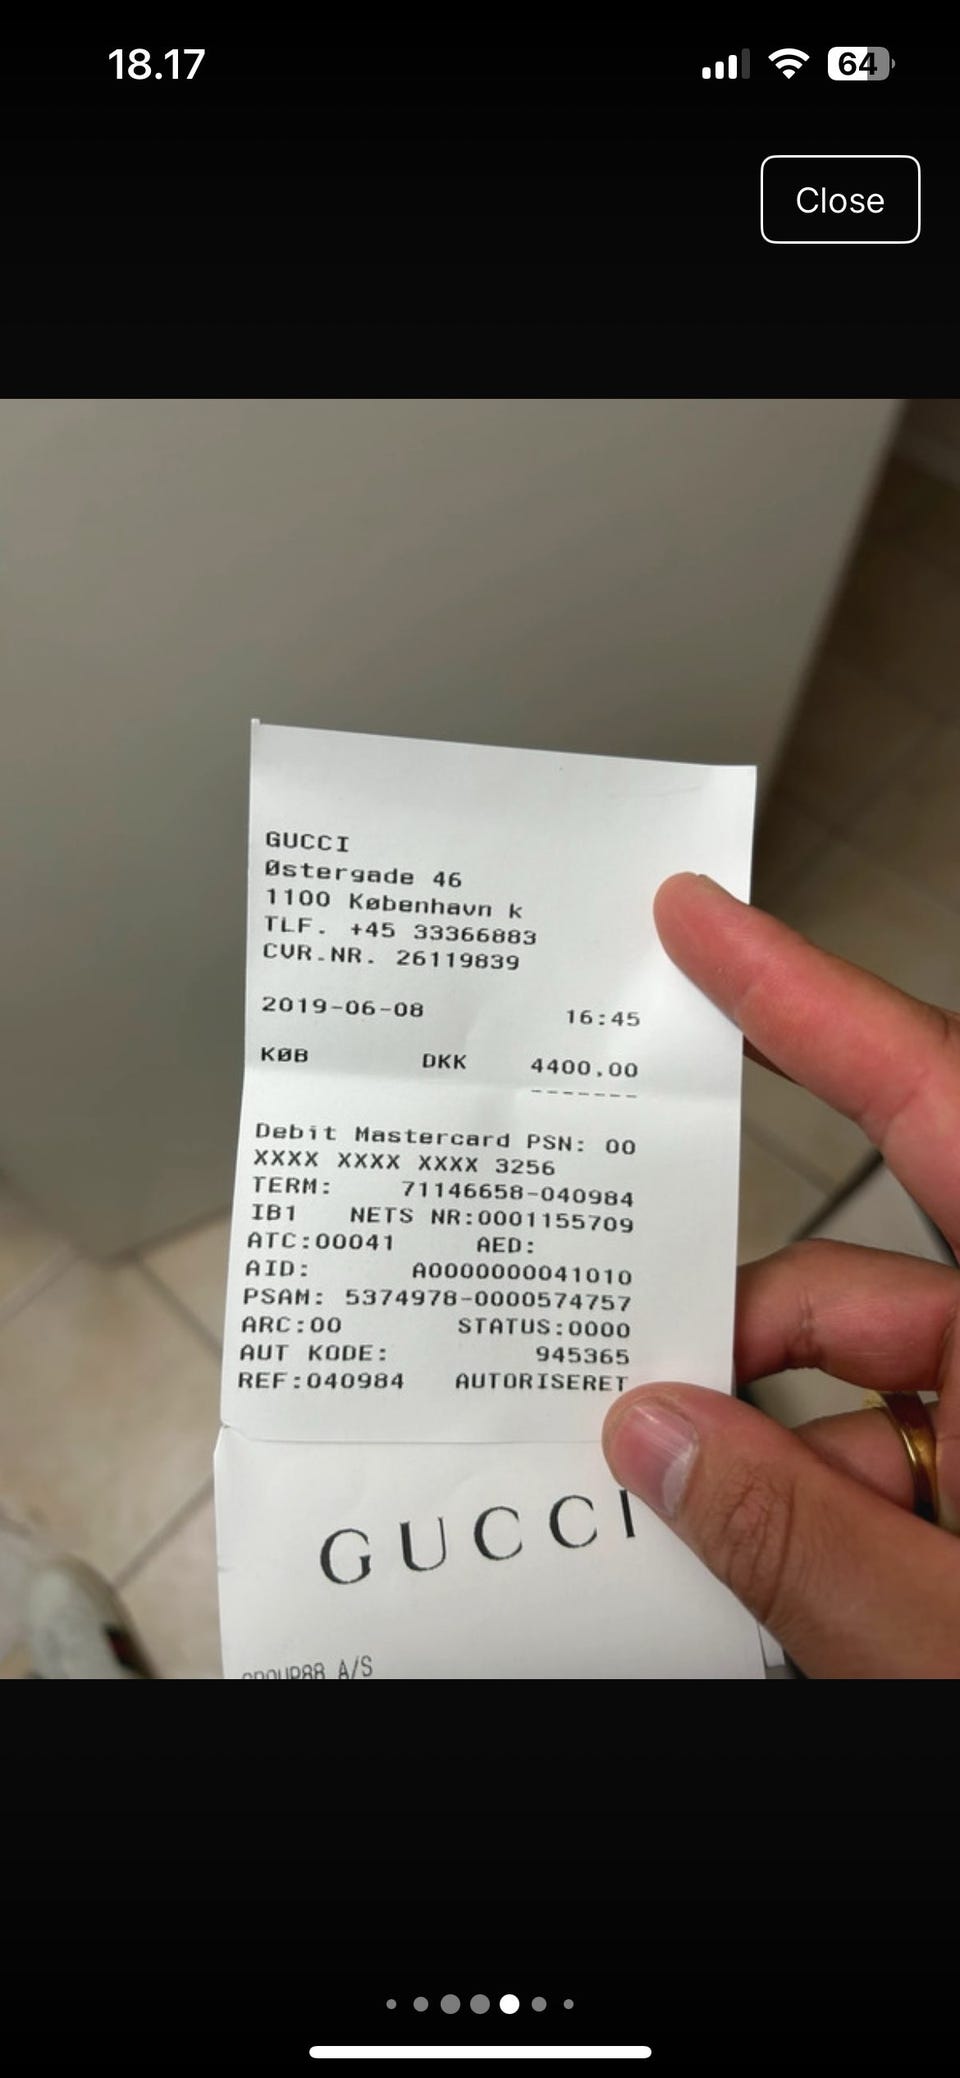 18.17
64
Close
GUCCI
Østergade 46
1100 København k
TLF. +45 33366883
CVR.NR. 26119839
2019-06-08 16:45
KØB DKK 4400,00
-------
Debit Mastercard PSN: 00
XXXX XXXX XXXX 3256
TERM: 71146658-040984
IB1 NETS NR:0001155709
ATC:00041 AED:
AID: A0000000041010
PSAM: 5374978-0000574757
ARC:00 STATUS:0000
AUT KODE: 945365
REF:040984 AUTORISERET
GUCCI
GROUP88 A/S